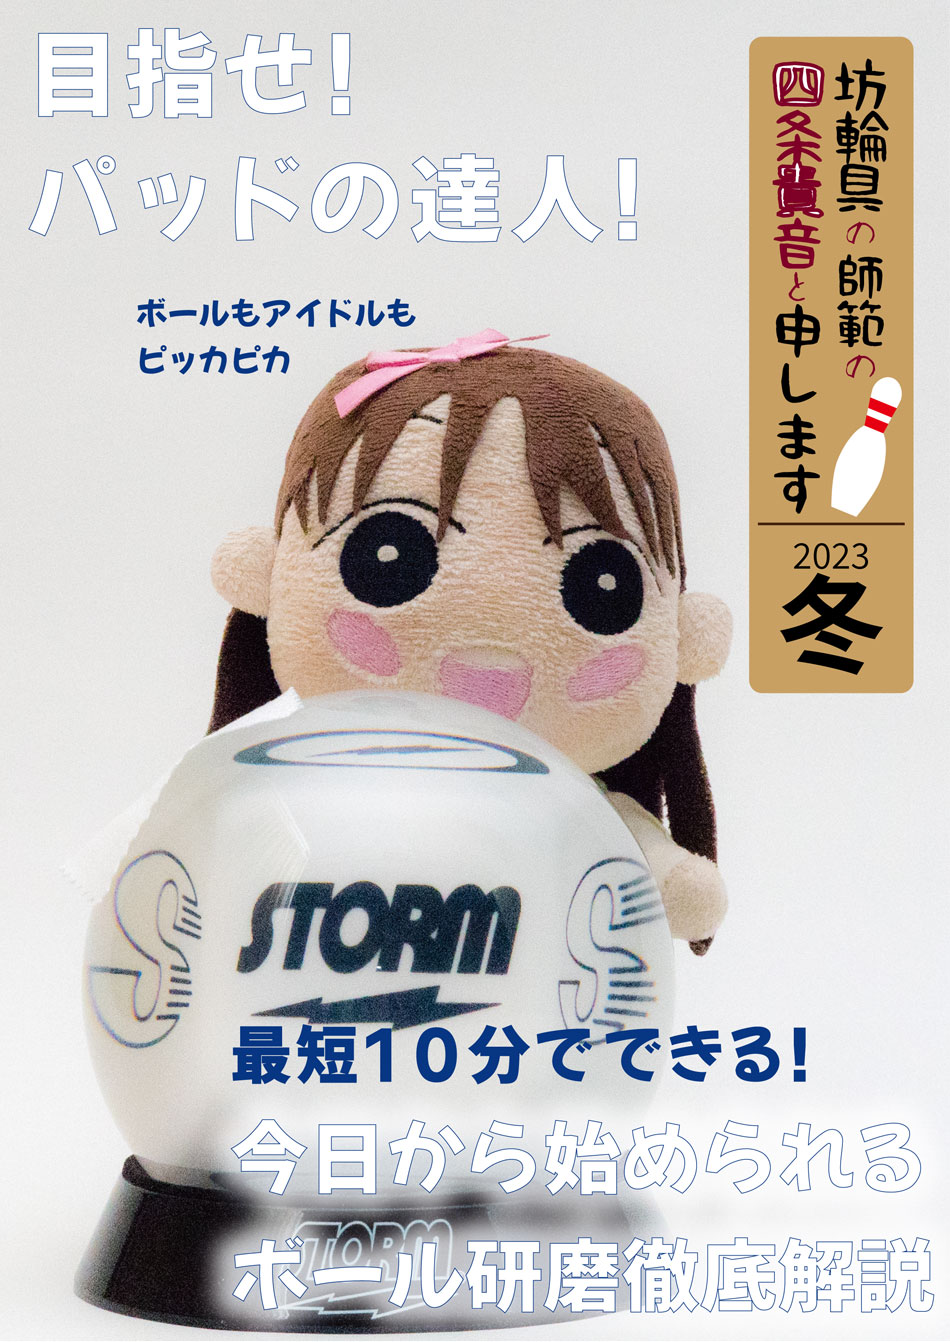 目指せ!
パッドの達人!
ボールもアイドルも
ピッカピカ
坊輪具の師範の
四条貴音と申します
2023
冬
STORM
最短10分でできる!
今日から始められる
ボール研磨徹底解説
STORM